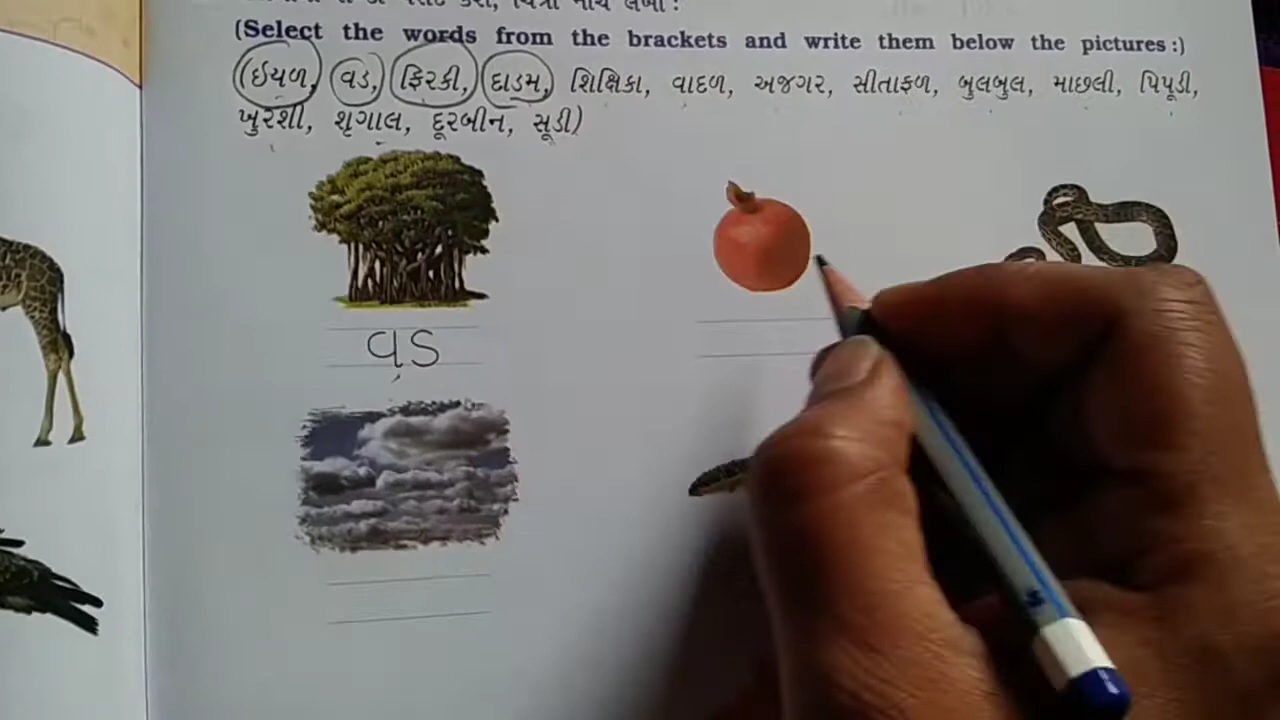 (Select the words from the brackets and write them below the pictures :)
(ઈયળ, વડ, ફિરકી, દાડમ, શિક્ષિકા, વાદળ, અજગર, સીતાફળ, બુલબુલ, માછલી, પિપૂડી,
ખુરશી, શૃગાલ, દૂરબીન, સૂડી)
વડ